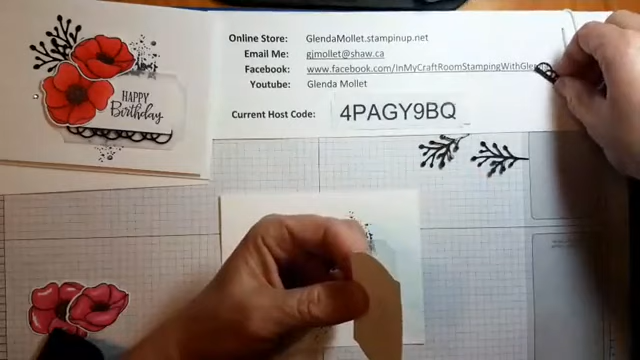 Online Store: GlendaMollet.stampinup.net
Email Me: gjmollet@shaw.ca
Facebook: www.facebook.com/InMyCraftRoomStampingWithGlen
Youtube: Glenda Mollet
Current Host Code: 4PAGY9BQ
HAPPY
Birthday